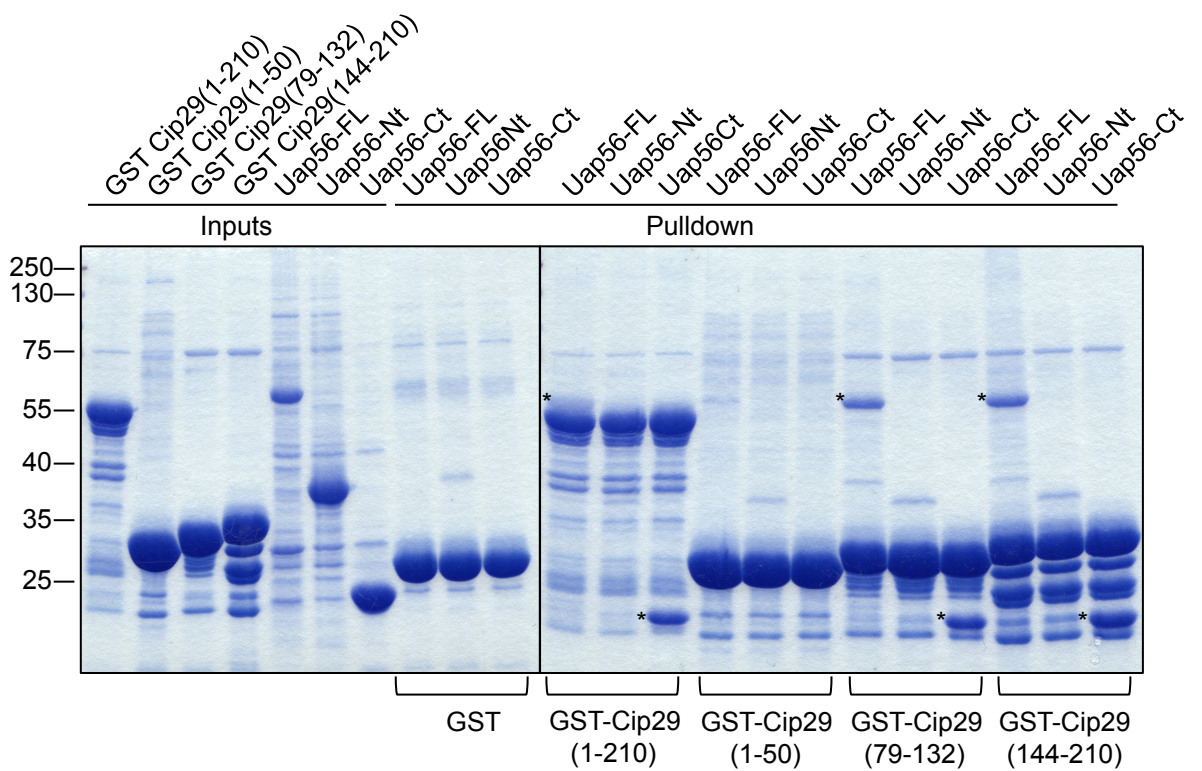 GST Cip29(1-210)
GST Cip29(1-50)
GST Cip29(79-132)
GST Cip29(144-210)
Uap56-FL
Uap56-Nt
Uap56-Ct
Uap56-FL
Uap56Nt
Uap56-Ct
Uap56-FL
Uap56-Nt
Uap56Ct
Uap56-FL
Uap56Nt
Uap56-Ct
Uap56-FL
Uap56-Nt
Uap56-Ct
Uap56-FL
Uap56-Nt
Uap56-Ct
Inputs
Pulldown
250
130
75
55
40
35
25
*
*
*
*
*
*
GST
GST-Cip29
(1-210)
GST-Cip29
(1-50)
GST-Cip29
(79-132)
GST-Cip29
(144-210)